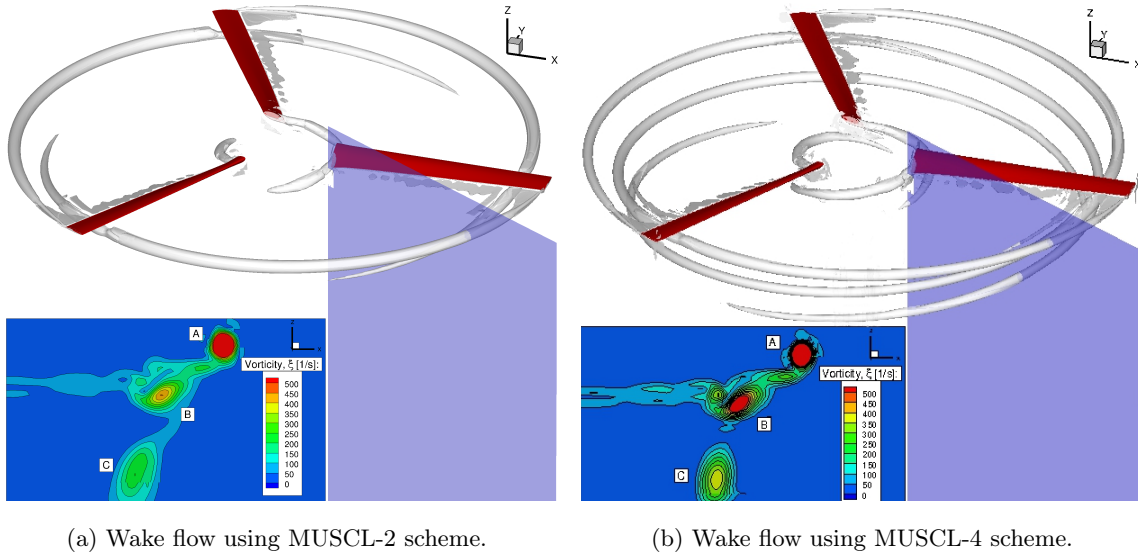 Z
Y
X
A
z
x
Vorticity, ξ [1/s]:
500
450
400
350
300
250
200
150
100
50
0
B
C
Z
Y
X
A
z
x
Vorticity, ξ [1/s]:
500
450
400
350
300
250
200
150
100
50
0
B
C
(a) Wake flow using MUSCL-2 scheme.
(b) Wake flow using MUSCL-4 scheme.